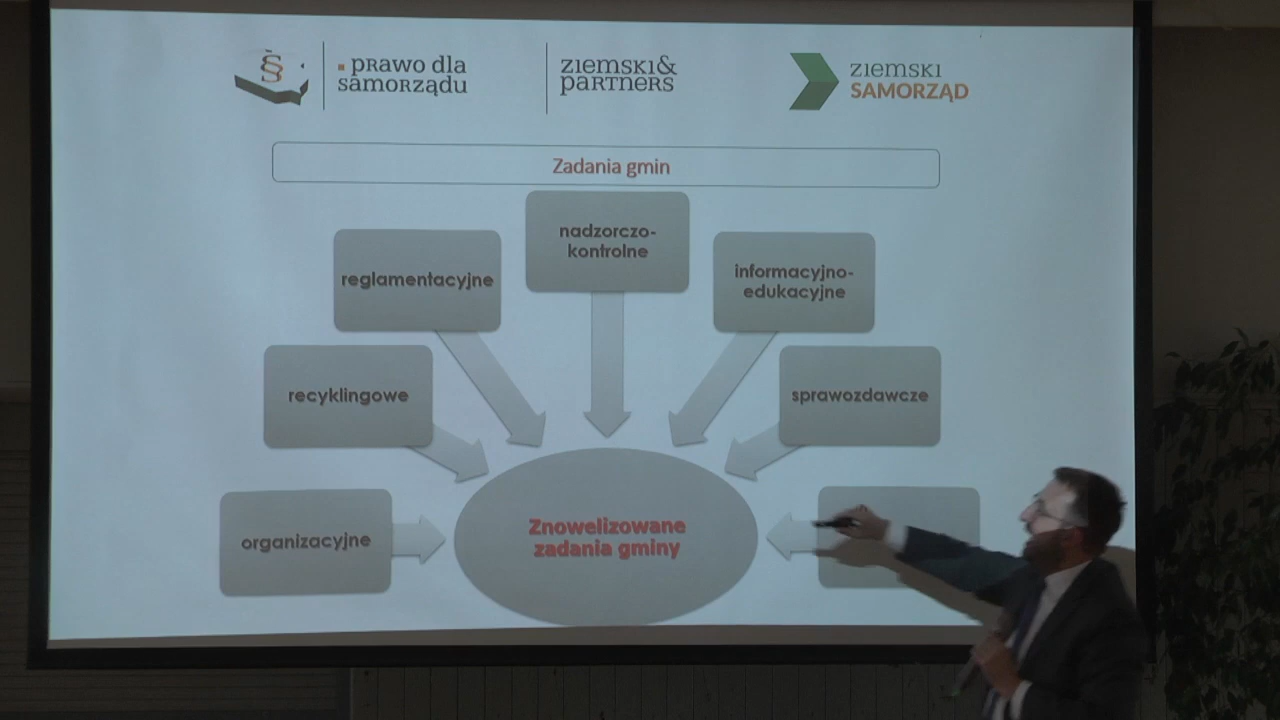 §
prawo dla
samorządu
ziemski&
partners
ziemski
SAMORZĄD
Zadania gmin
nadzorczo-
kontrolne
reglamentacyjne
informacyjno-
edukacyjne
recyklingowe
sprawozdawcze
organizacyjne
Znowelizowane
zadania gminy